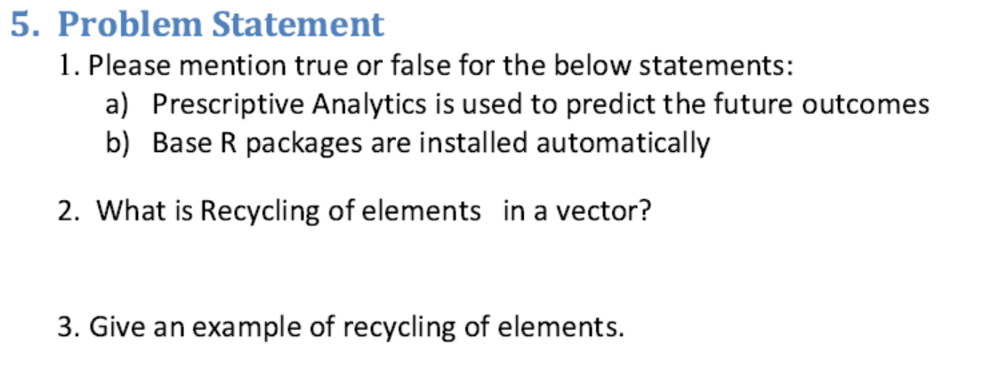 5. Problem Statement
1. Please mention true or false for the below statements:
a) Prescriptive Analytics is used to predict the future outcomes
b) Base R packages are installed automatically
2. What is Recycling of elements in a vector?
3. Give an example of recycling of elements.